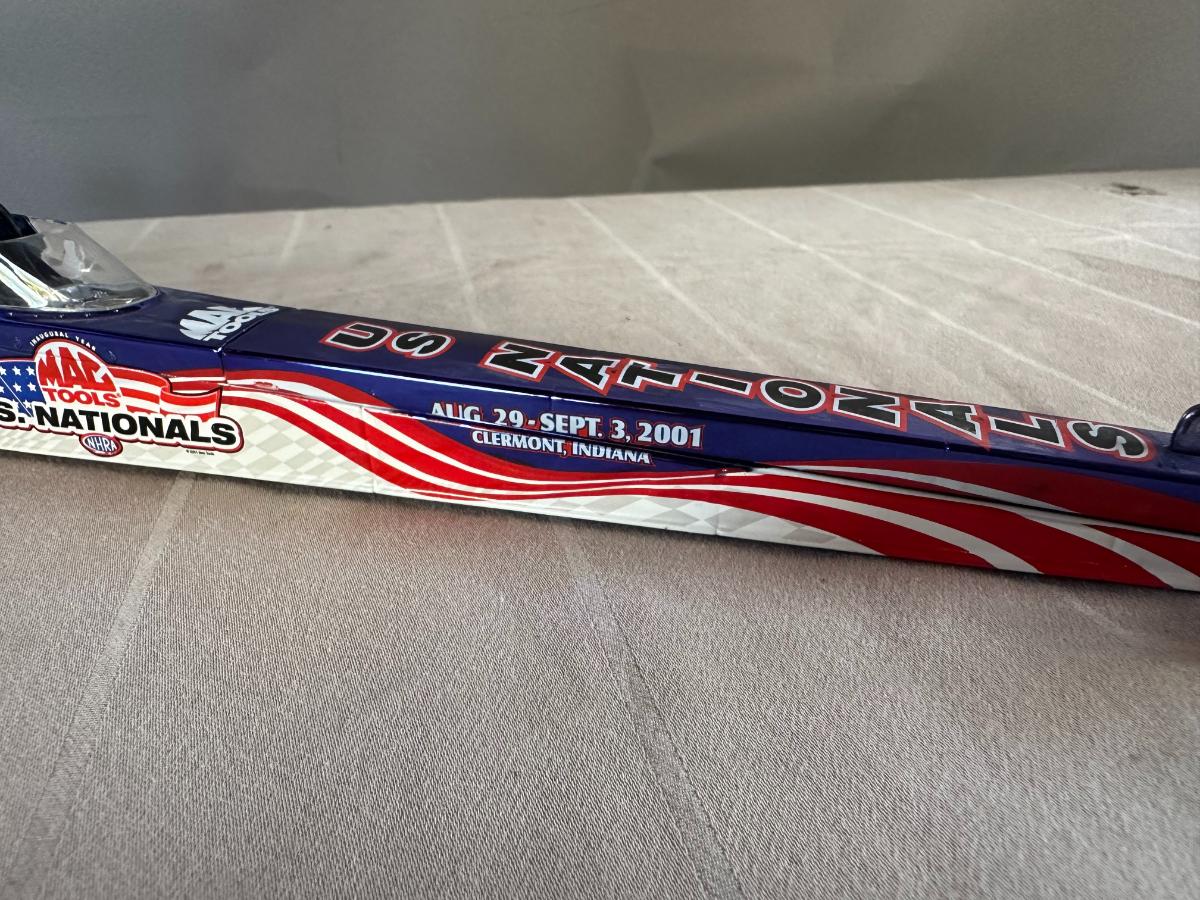 MAC
TOOLS
US NATIONALS
INAUGURAL YEAR
MAC
TOOLS
S. NATIONALS
NHRA
AUG. 29 - SEPT. 3, 2001
CLERMONT, INDIANA